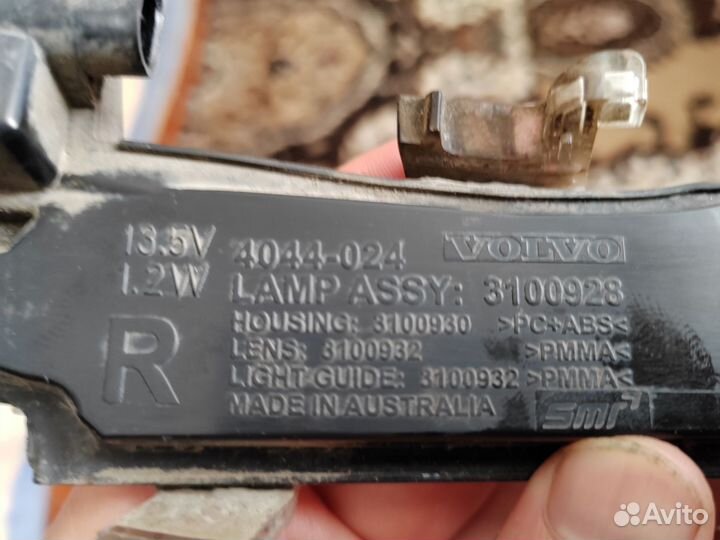 13.5V 4044-024 VOLVO
1.2W LAMP ASSY: 3100928
HOUSING: 3100930 >PC+ABS<
R LENS: 3100932 >PMMA<
LIGHT GUIDE: 3100932 >PMMA<
MADE IN AUSTRALIA smr
Avito